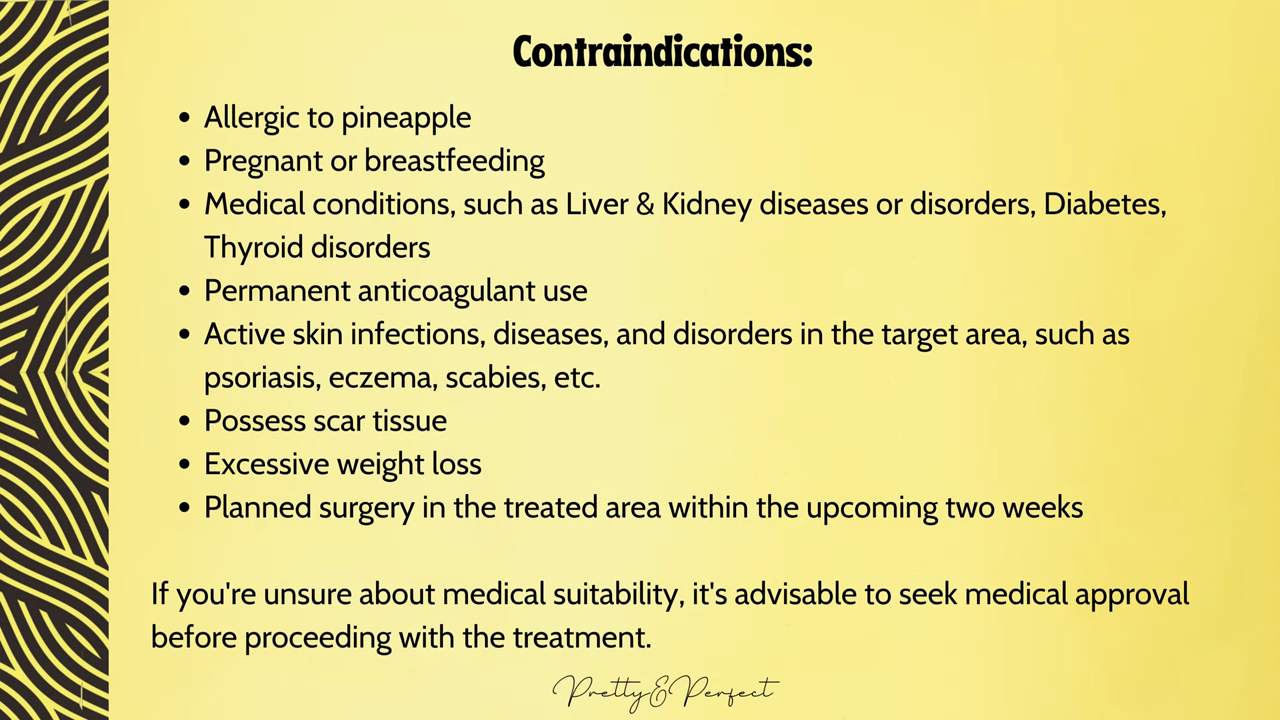 Contraindications:
• Allergic to pineapple
• Pregnant or breastfeeding
• Medical conditions, such as Liver & Kidney diseases or disorders, Diabetes,
Thyroid disorders
• Permanent anticoagulant use
• Active skin infections, diseases, and disorders in the target area, such as
psoriasis, eczema, scabies, etc.
• Possess scar tissue
• Excessive weight loss
• Planned surgery in the treated area within the upcoming two weeks
If you're unsure about medical suitability, it's advisable to seek medical approval
before proceeding with the treatment.
Pretty&Perfect